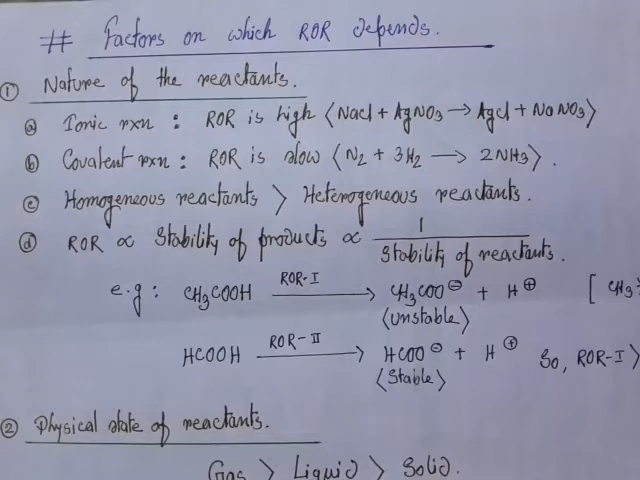 # Factors on which ROR depends.
① Nature of the reactants.
ⓐ Ionic rxn : ROR is high (NaCl + AgNO₃ → AgCl + NaNO₃)
ⓑ Covalent rxn : ROR is slow (N₂ + 3H₂ → 2NH₃).
ⓒ Homogeneous reactants > Heterogeneous reactants.
ⓓ ROR ∝ Stability of products ∝ 1 / Stability of reactants.
e.g : CH₃COOH —ROR-I→ CH₃COO⊖ + H⊕ [CH₃
(Unstable)
HCOOH —ROR-II→ HCOO⊖ + H⊕ So, ROR-I >
(Stable)
② Physical state of reactants.
Gas > Liquid > Solid.